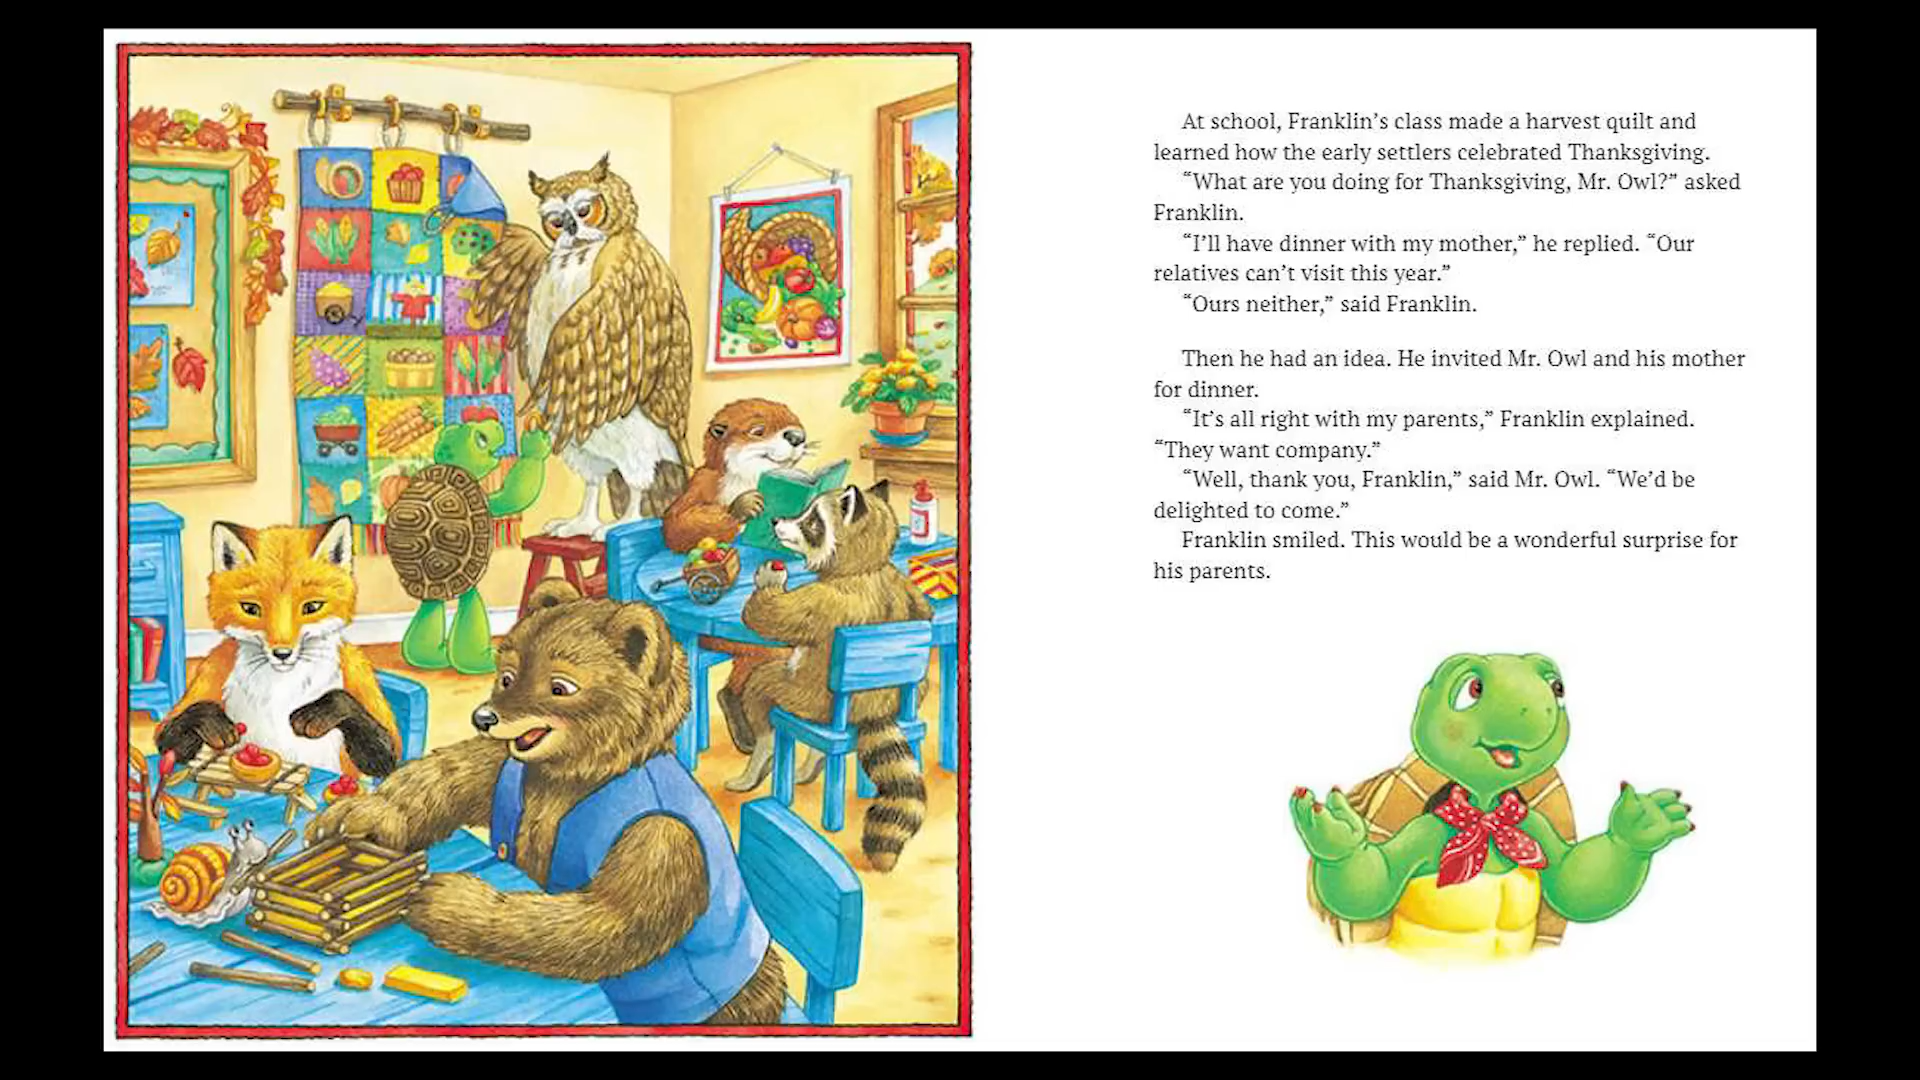 At school, Franklin's class made a harvest quilt and
learned how the early settlers celebrated Thanksgiving.
“What are you doing for Thanksgiving, Mr. Owl?” asked
Franklin.
“I’ll have dinner with my mother,” he replied. “Our
relatives can’t visit this year.”
“Ours neither,” said Franklin.
Then he had an idea. He invited Mr. Owl and his mother
for dinner.
“It’s all right with my parents,” Franklin explained.
“They want company.”
“Well, thank you, Franklin,” said Mr. Owl. “We’d be
delighted to come.”
Franklin smiled. This would be a wonderful surprise for
his parents.